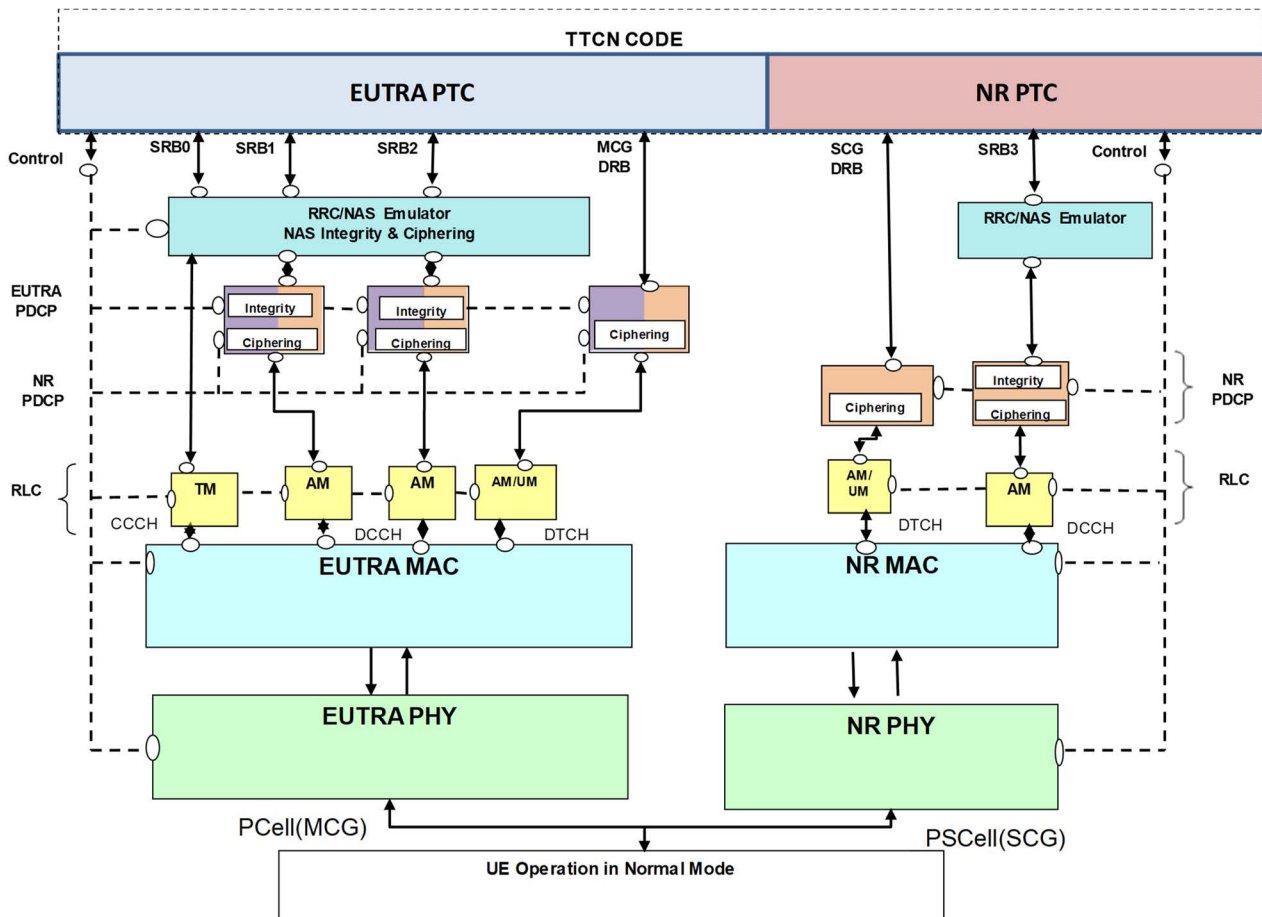 TTCN CODE
EUTRA PTC
NR PTC
Control
SRB0
SRB1
SRB2
MCG
DRB
SCG
DRB
SRB3
Control
RRC/NAS Emulator
NAS Integrity & Ciphering
RRC/NAS Emulator
EUTRA
PDCP
Integrity
Ciphering
Integrity
Ciphering
Ciphering
NR
PDCP
Ciphering
Integrity
Ciphering
NR
PDCP
RLC
TM
AM
AM
AM/UM
AM/
UM
AM
RLC
CCCH
DCCH
DTCH
DTCH
DCCH
EUTRA MAC
NR MAC
EUTRA PHY
NR PHY
PCell(MCG)
PSCell(SCG)
UE Operation in Normal Mode